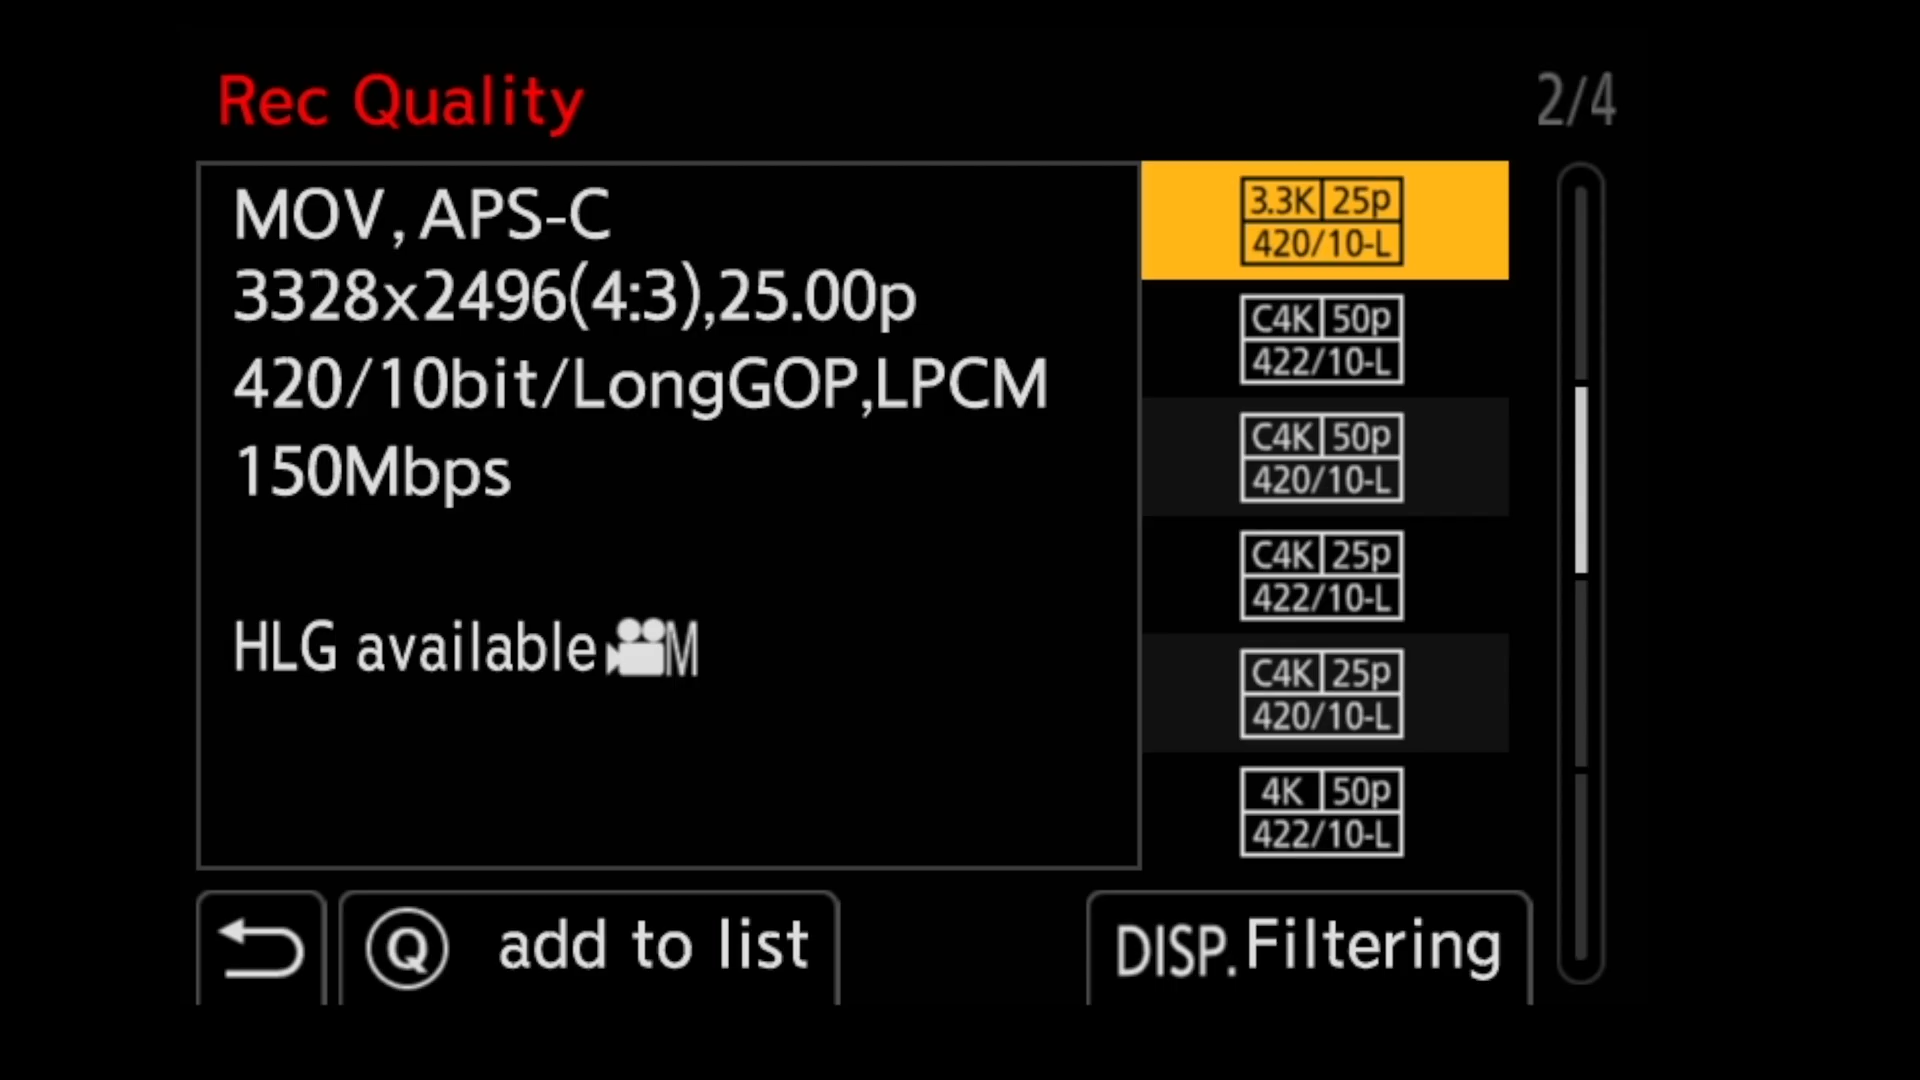 Rec Quality
2/4
MOV, APS-C
3328x2496(4:3),25.00p
420/10bit/LongGOP,LPCM
150Mbps
HLG available M
3.3K 25p
420/10-L
C4K 50p
422/10-L
C4K 50p
420/10-L
C4K 25p
422/10-L
C4K 25p
420/10-L
4K 50p
422/10-L
Q add to list
DISP. Filtering